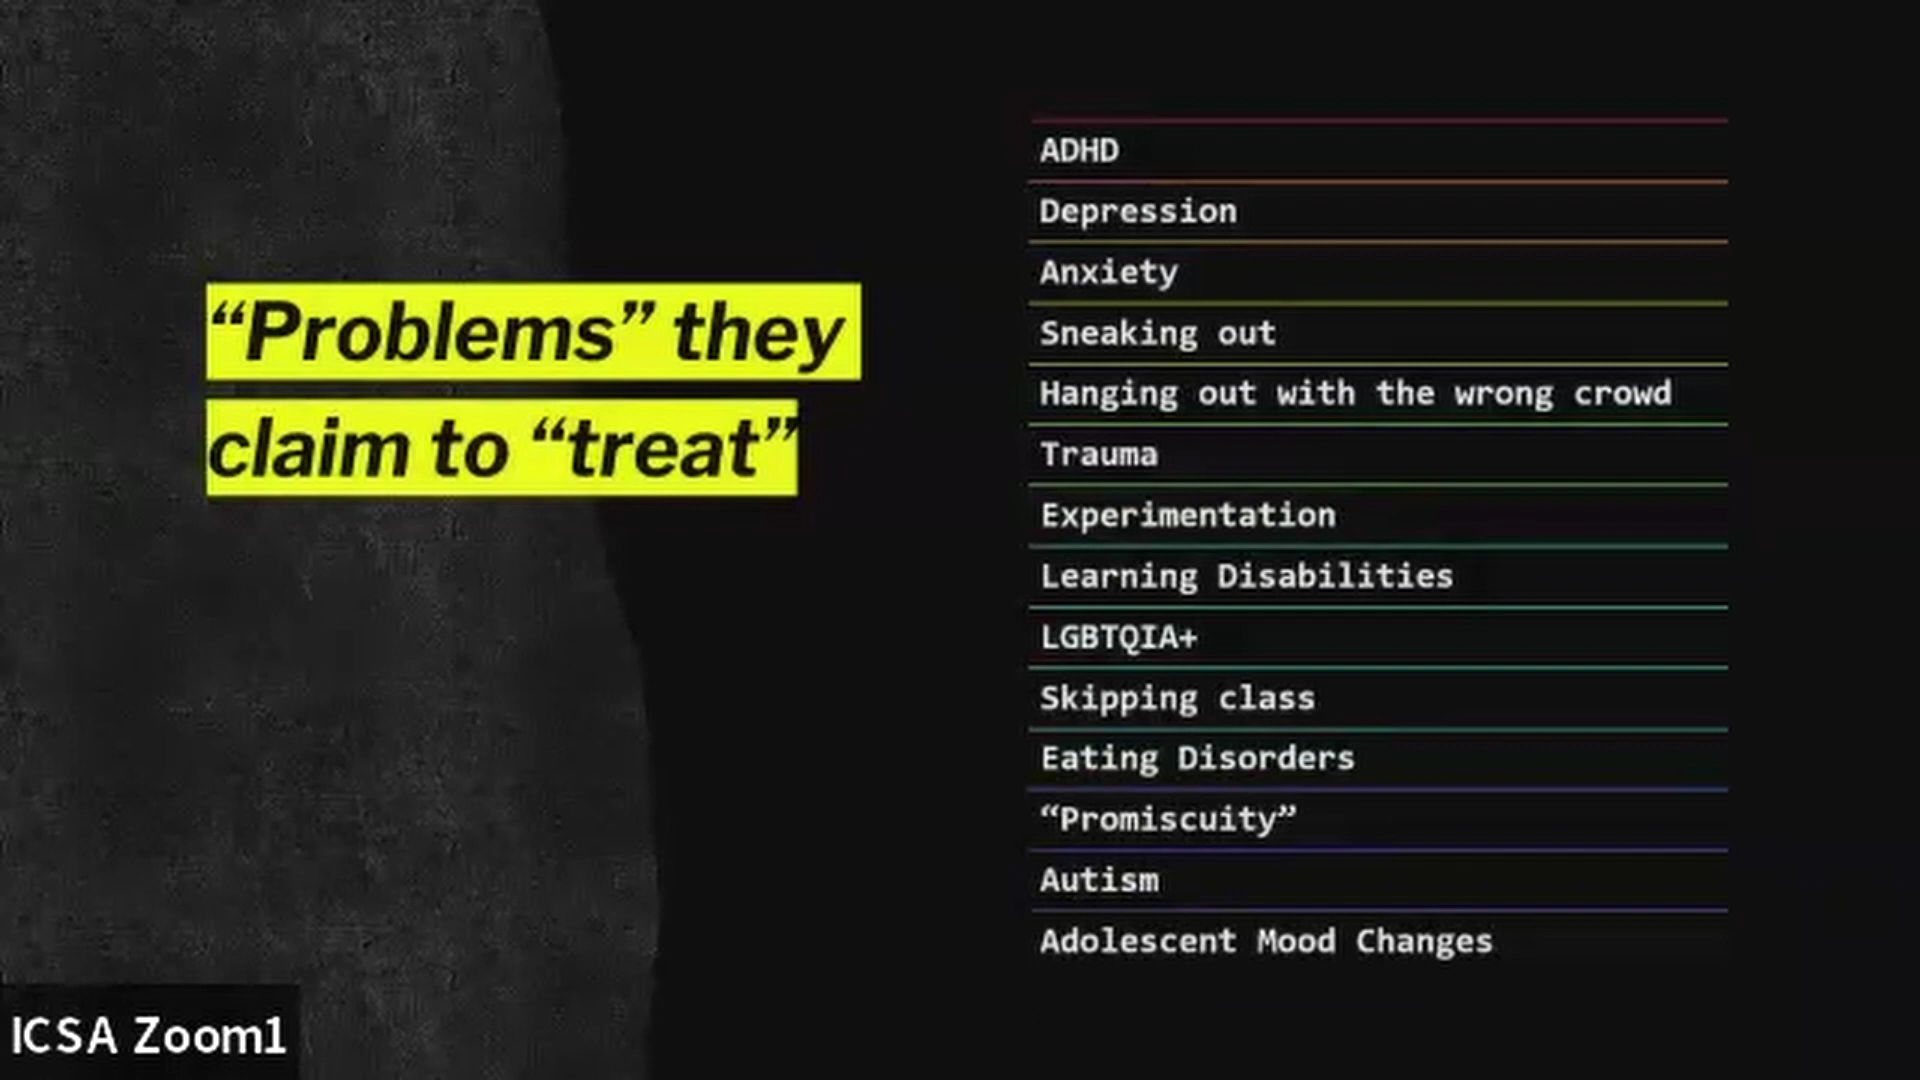 “Problems” they
claim to “treat”
ADHD
Depression
Anxiety
Sneaking out
Hanging out with the wrong crowd
Trauma
Experimentation
Learning Disabilities
LGBTQIA+
Skipping class
Eating Disorders
“Promiscuity”
Autism
Adolescent Mood Changes
ICSA Zoom1